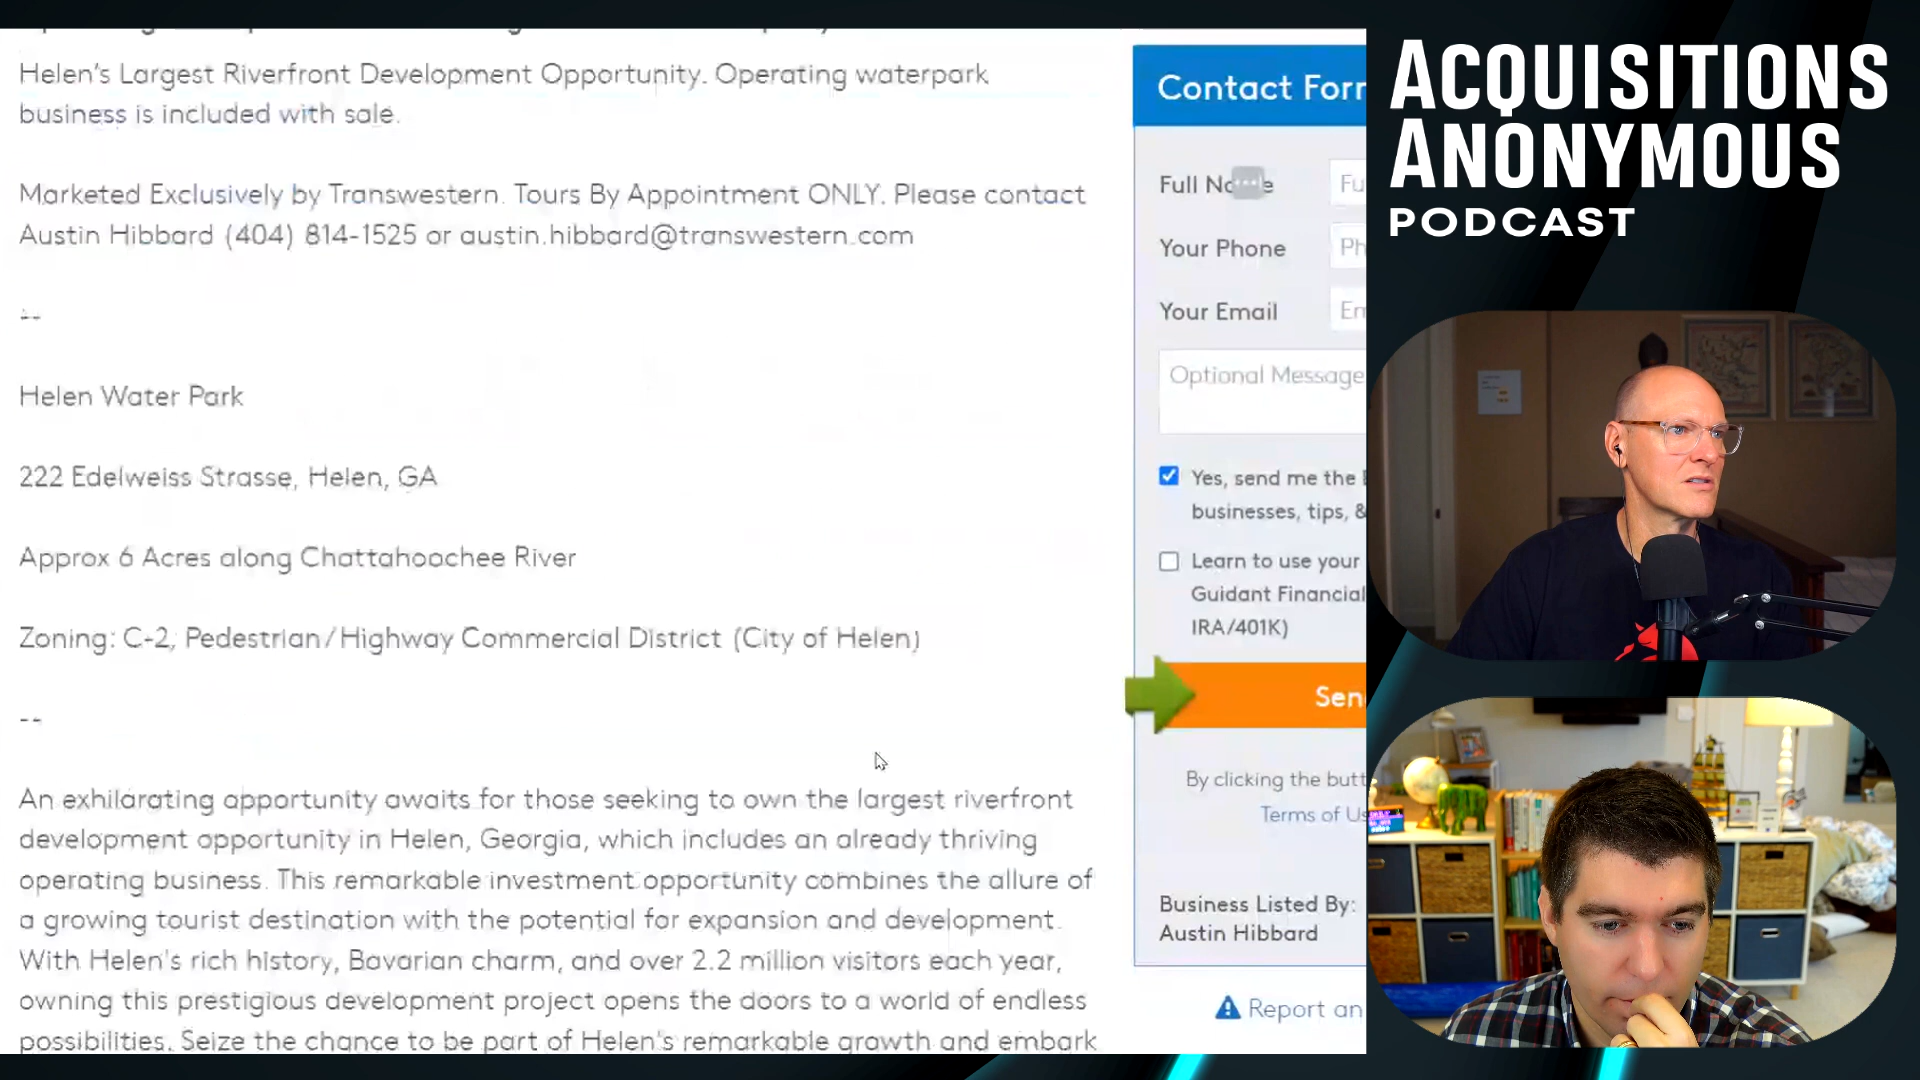 Helen's Largest Riverfront Development Opportunity. Operating waterpark
business is included with sale.
Marketed Exclusively by Transwestern. Tours By Appointment ONLY. Please contact
Austin Hibbard (404) 814-1525 or austin.hibbard@transwestern.com
--
Helen Water Park
222 Edelweiss Strasse, Helen, GA
Approx 6 Acres along Chattahoochee River
Zoning: C-2, Pedestrian/Highway Commercial District (City of Helen)
--
An exhilarating opportunity awaits for those seeking to own the largest riverfront
development opportunity in Helen, Georgia, which includes an already thriving
operating business. This remarkable investment opportunity combines the allure of
a growing tourist destination with the potential for expansion and development.
With Helen's rich history, Bavarian charm, and over 2.2 million visitors each year,
owning this prestigious development project opens the doors to a world of endless
possibilities. Seize the chance to be part of Helen's remarkable growth and embark
Contact Form
Full Name
Fu
Your Phone
Ph
Your Email
Em
Optional Message
Yes, send me the
businesses, tips, &
Learn to use your
Guidant Financial
IRA/401K)
Sen
By clicking the butt
Terms of Us
Business Listed By:
Austin Hibbard
Report an
ACQUISITIONS
ANONYMOUS
PODCAST